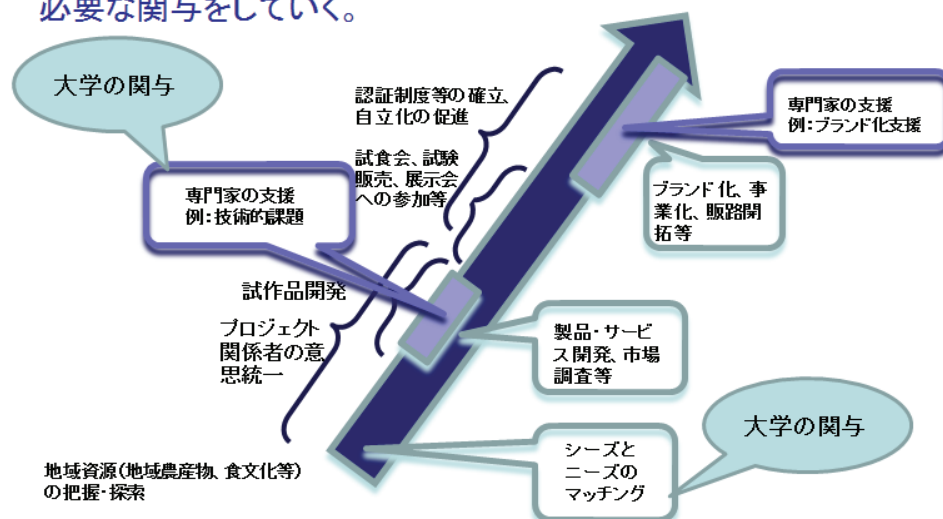 必要な関与をしていく。
大学の関与
認証制度等の確立、
自立化の促進
専門家の支援
例：ブランド化支援
試食会、試験
販売、展示会
への参加等
専門家の支援
例：技術的課題
ブランド化、事
業化、販路開
拓等
試作品開発
プロジェクト
関係者の意
思統一
製品・サービ
ス開発、市場
調査等
大学の関与
シーズと
ニーズの
マッチング
地域資源（地域農産物、食文化等）
の把握・探索